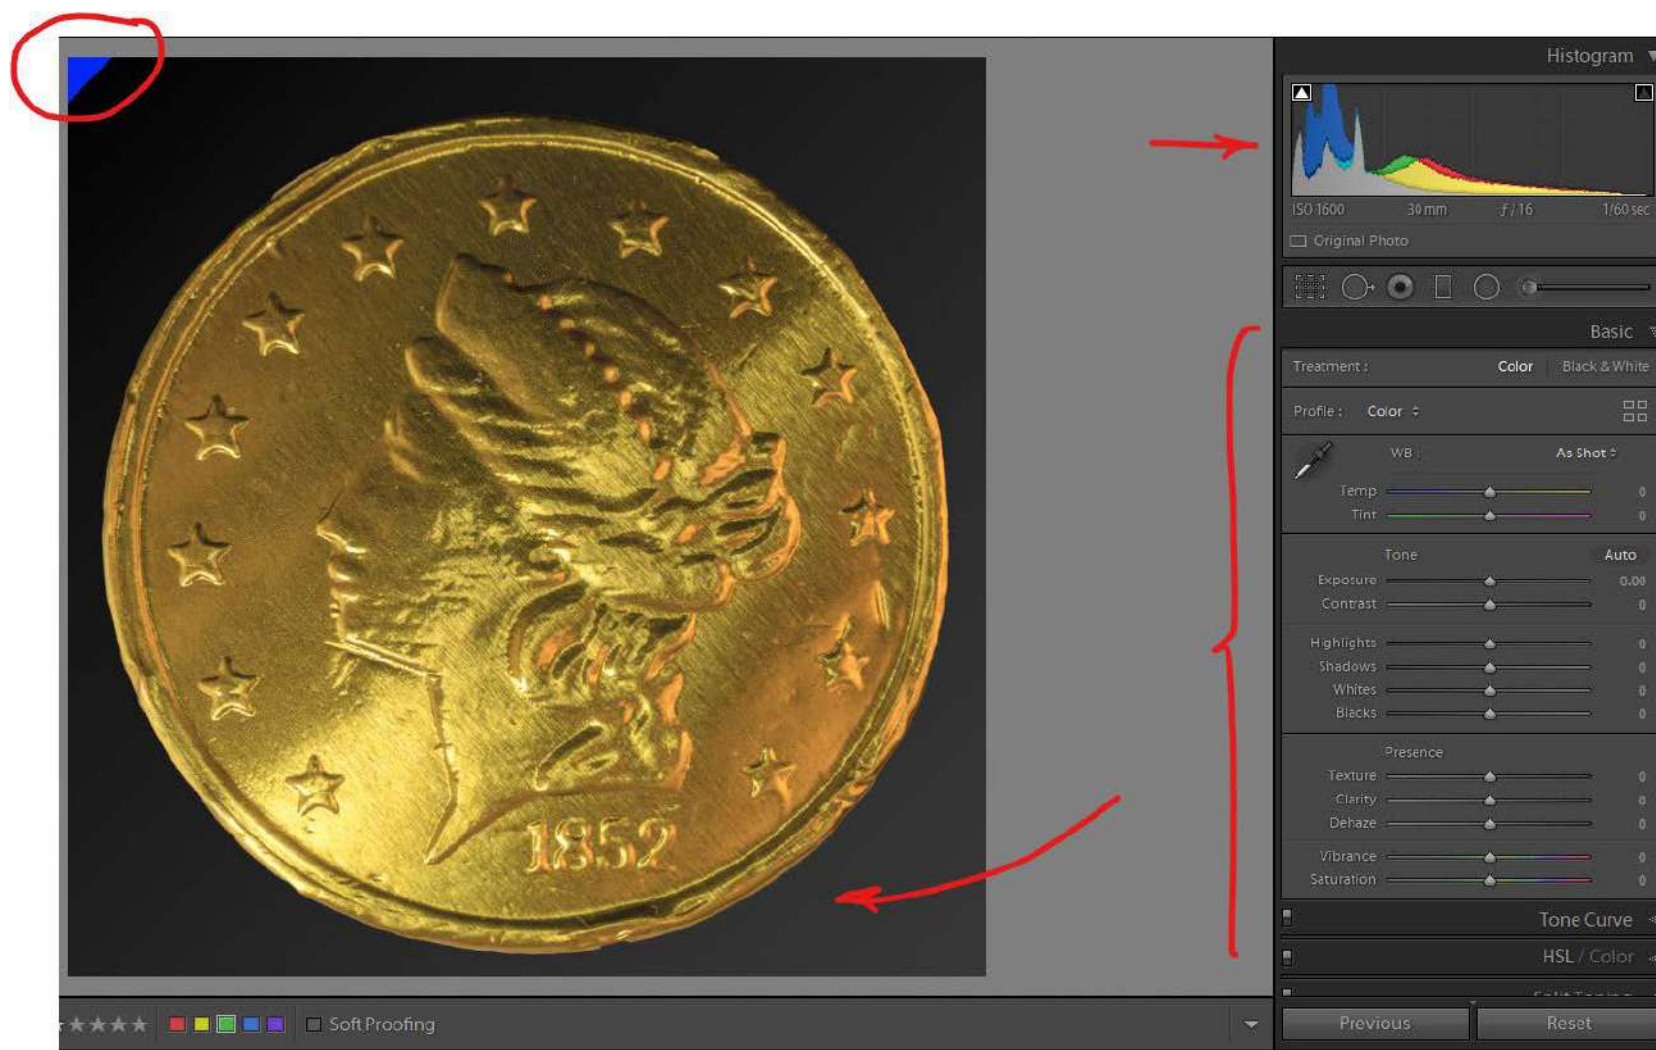 Histogram
ISO 1600 30 mm ƒ / 16 1/60 sec
Original Photo
Basic
Treatment : Color Black & White
Profile : Color
WB : As Shot
Temp 0
Tint 0
Tone Auto
Exposure 0.00
Contrast 0
Highlights 0
Shadows 0
Whites 0
Blacks 0
Presence
Texture 0
Clarity 0
Dehaze 0
Vibrance 0
Saturation 0
Tone Curve
HSL / Color
Previous Reset
1852
Soft Proofing